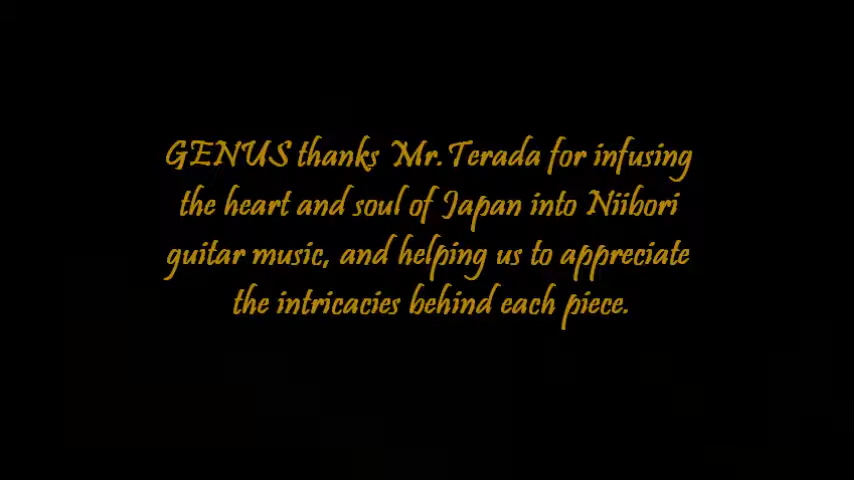 GENUS thanks Mr. Terada for infusing
the heart and soul of Japan into Niibori
guitar music, and helping us to appreciate
the intricacies behind each piece.